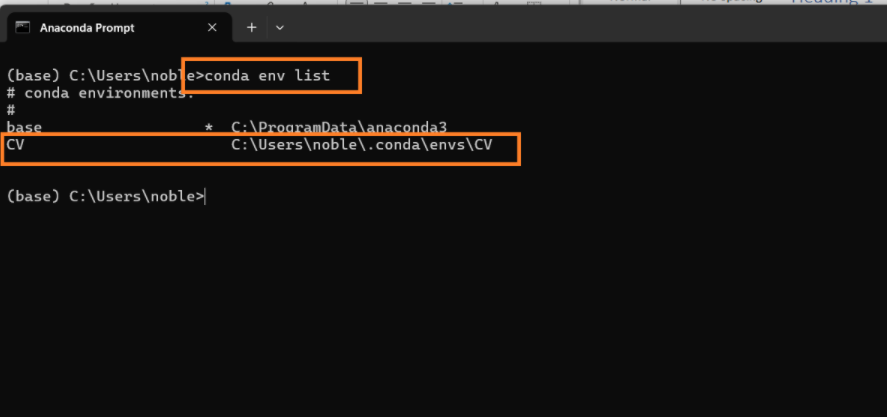 Anaconda Prompt
(base) C:\Users\noble>conda env list
# conda environments:
#
base * C:\ProgramData\anaconda3
CV C:\Users\noble\.conda\envs\CV
(base) C:\Users\noble>